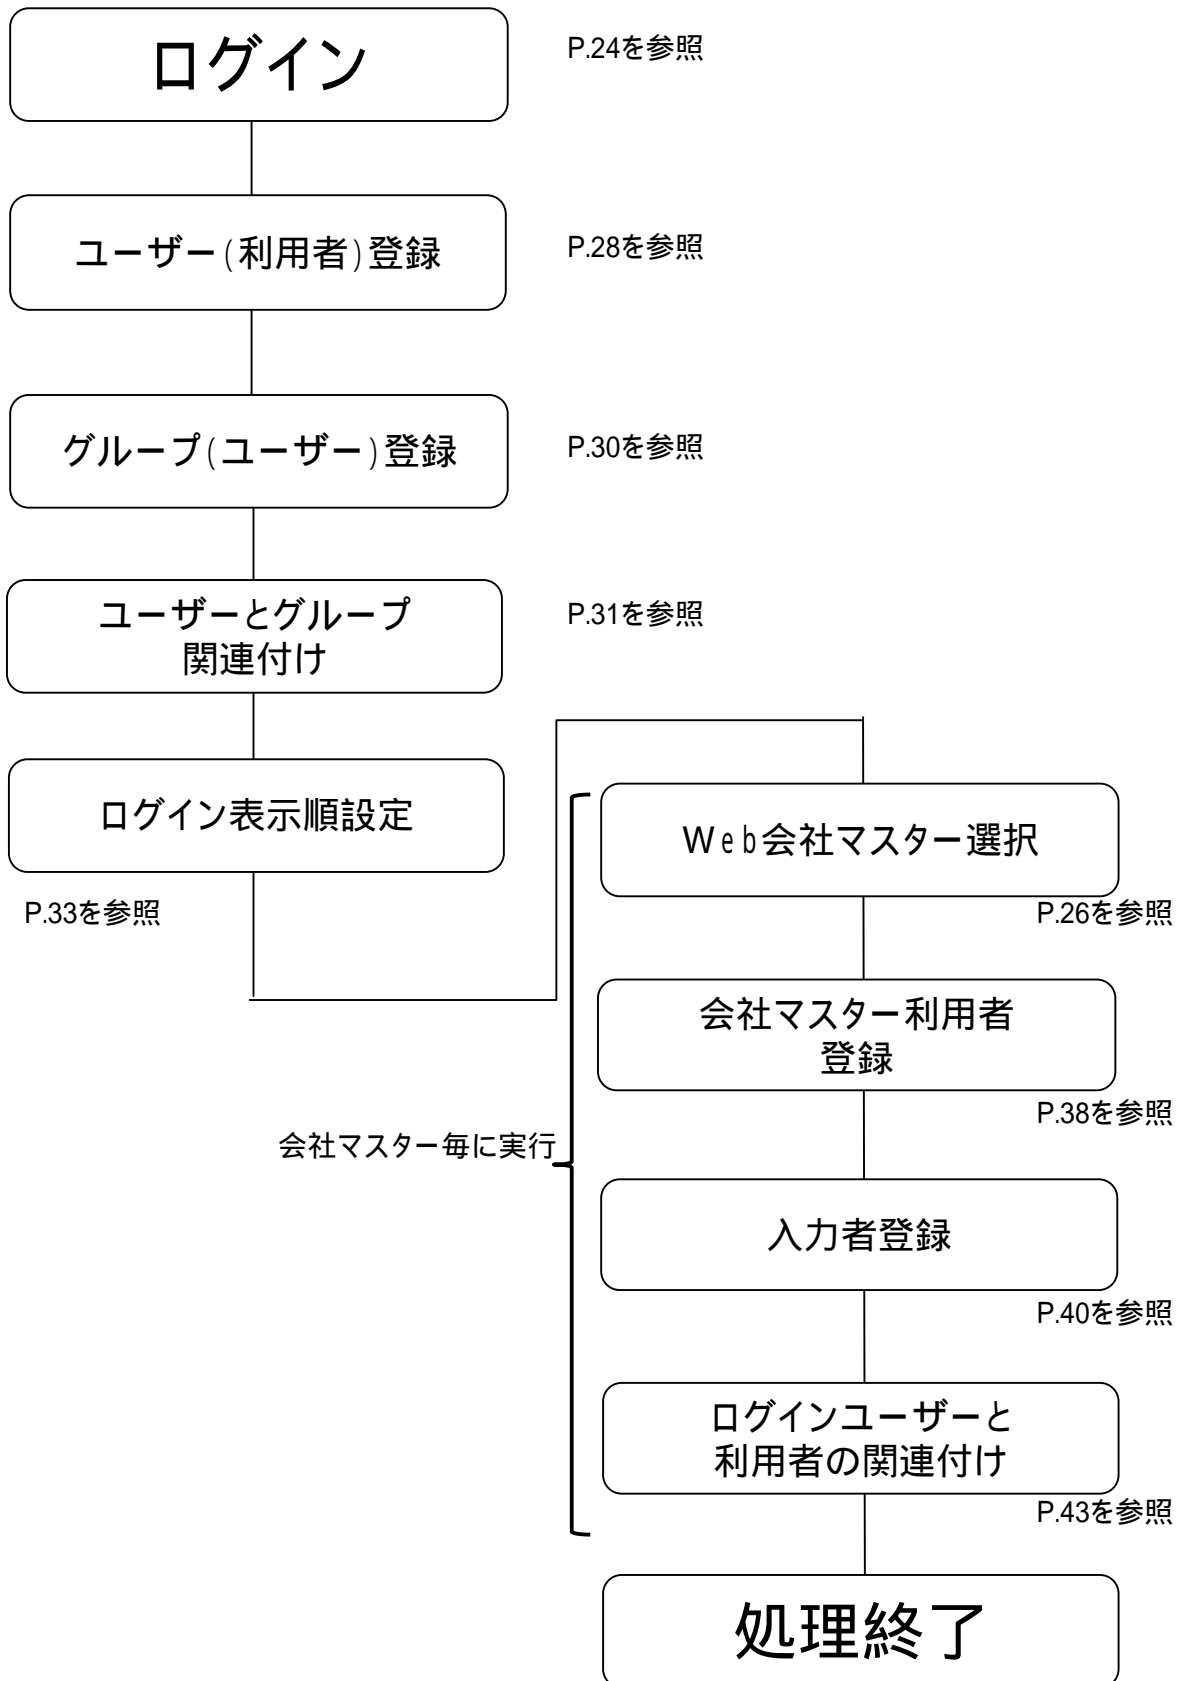 ログイン
P.24を参照
ユーザー(利用者)登録
P.28を参照
グループ(ユーザー)登録
P.30を参照
ユーザーとグループ
関連付け
P.31を参照
ログイン表示順設定
P.33を参照
Web会社マスター選択
P.26を参照
会社マスター利用者
登録
P.38を参照
会社マスター毎に実行
入力者登録
P.40を参照
ログインユーザーと
利用者の関連付け
P.43を参照
処理終了